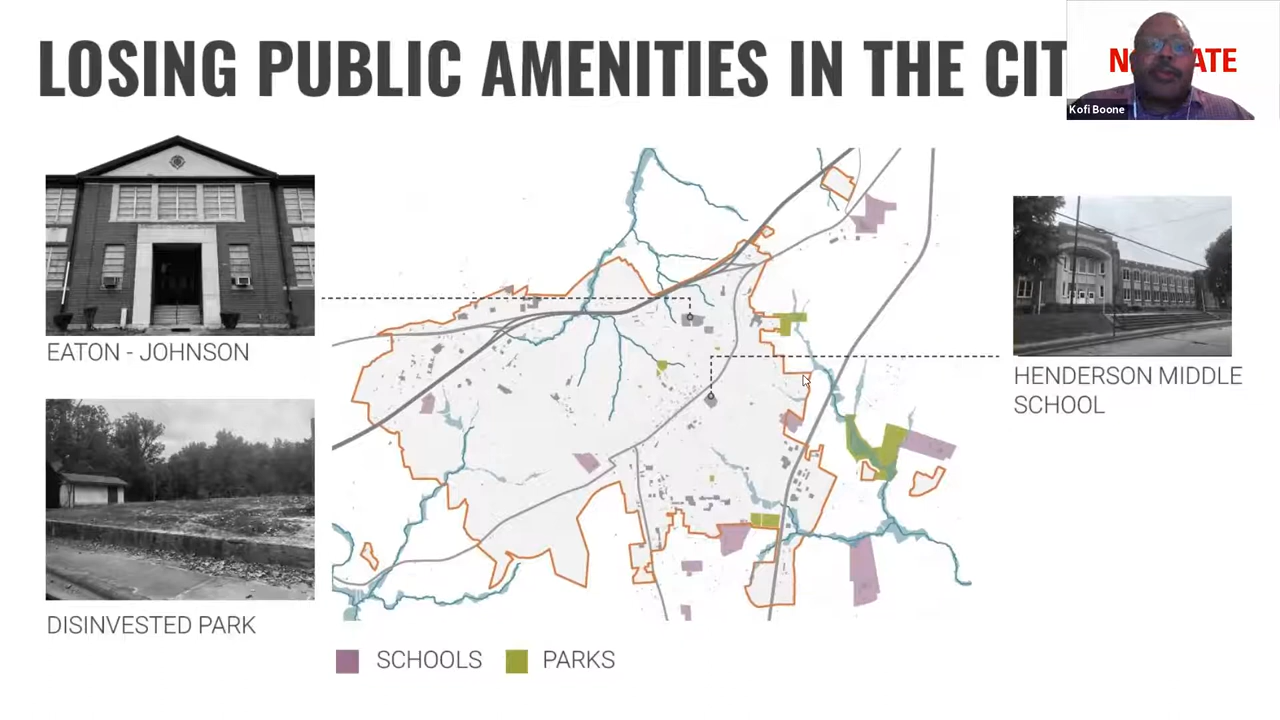 LOSING PUBLIC AMENITIES IN THE CIT
Kofi Boone
EATON - JOHNSON
HENDERSON MIDDLE
SCHOOL
DISINVESTED PARK
SCHOOLS
PARKS